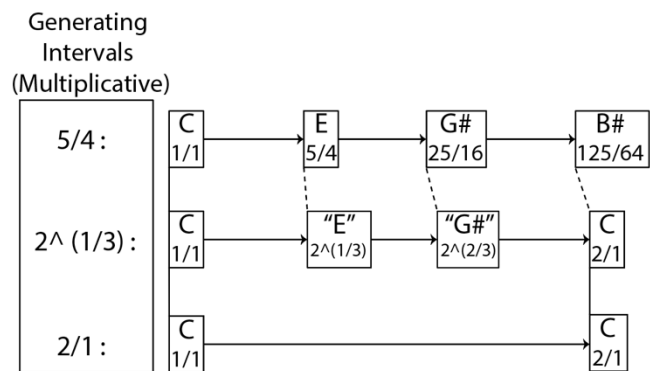 Generating
Intervals
(Multiplicative)
5/4 :
C
1/1
E
5/4
G#
25/16
B#
125/64
2^ (1/3) :
C
1/1
“E”
2^(1/3)
“G#”
2^(2/3)
C
2/1
2/1 :
C
1/1
C
2/1